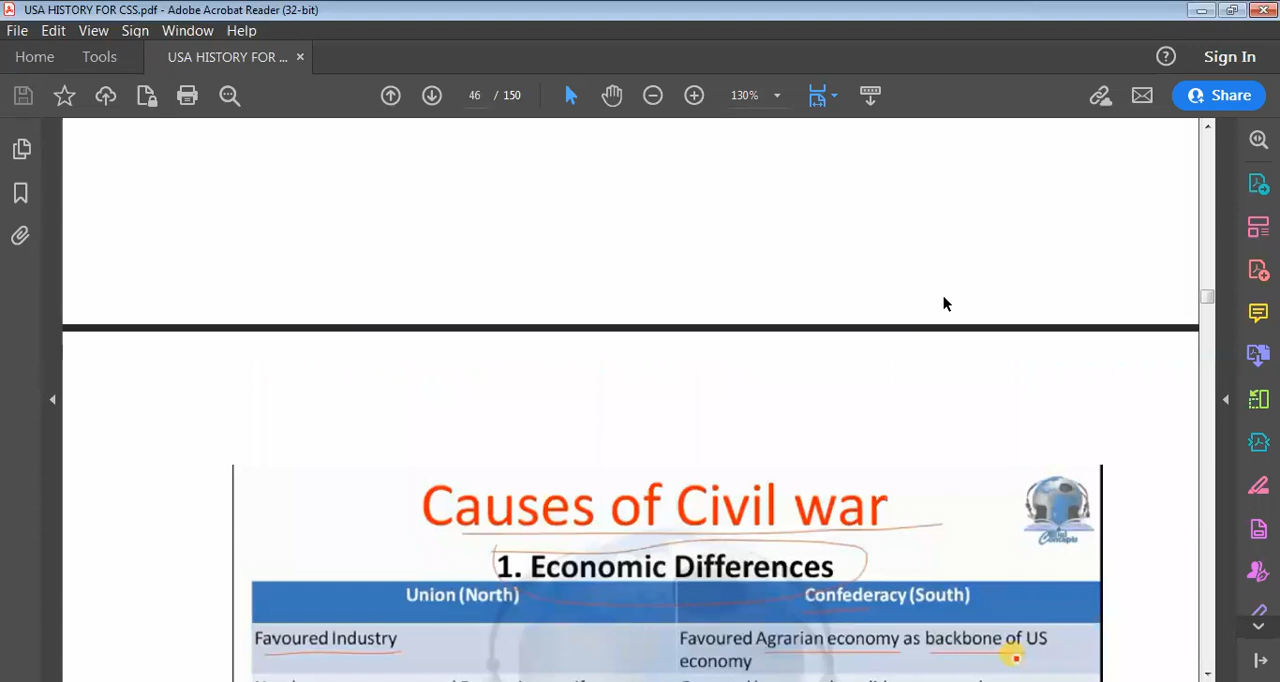 USA HISTORY FOR CSS.pdf - Adobe Acrobat Reader (32-bit)
File Edit View Sign Window Help
Home Tools USA HISTORY FOR ... Sign In
46 / 150 130% Share
Causes of Civil war
1. Economic Differences
Union (North) Confederacy (South)
Favoured Industry Favoured Agrarian economy as backbone of US
economy